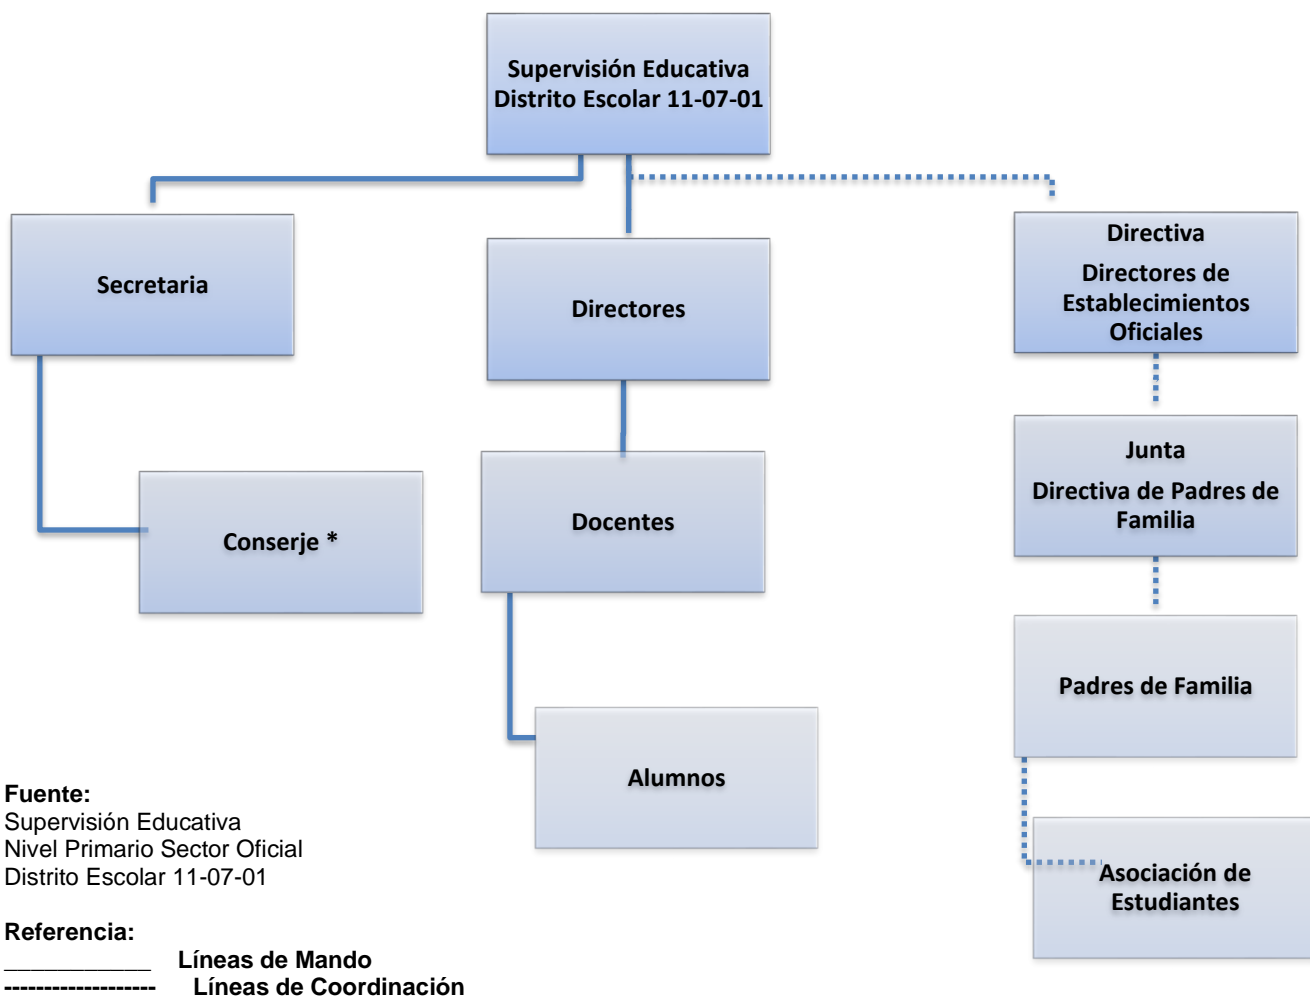 Supervisión Educativa
Distrito Escolar 11-07-01
Secretaria
Directores
Directiva
Directores de
Establecimientos
Oficiales
Conserje *
Docentes
Junta
Directiva de Padres de
Familia
Alumnos
Padres de Familia
Asociación de
Estudiantes
Fuente:
Supervisión Educativa
Nivel Primario Sector Oficial
Distrito Escolar 11-07-01
Referencia:
___________ Líneas de Mando
------------------- Líneas de Coordinación